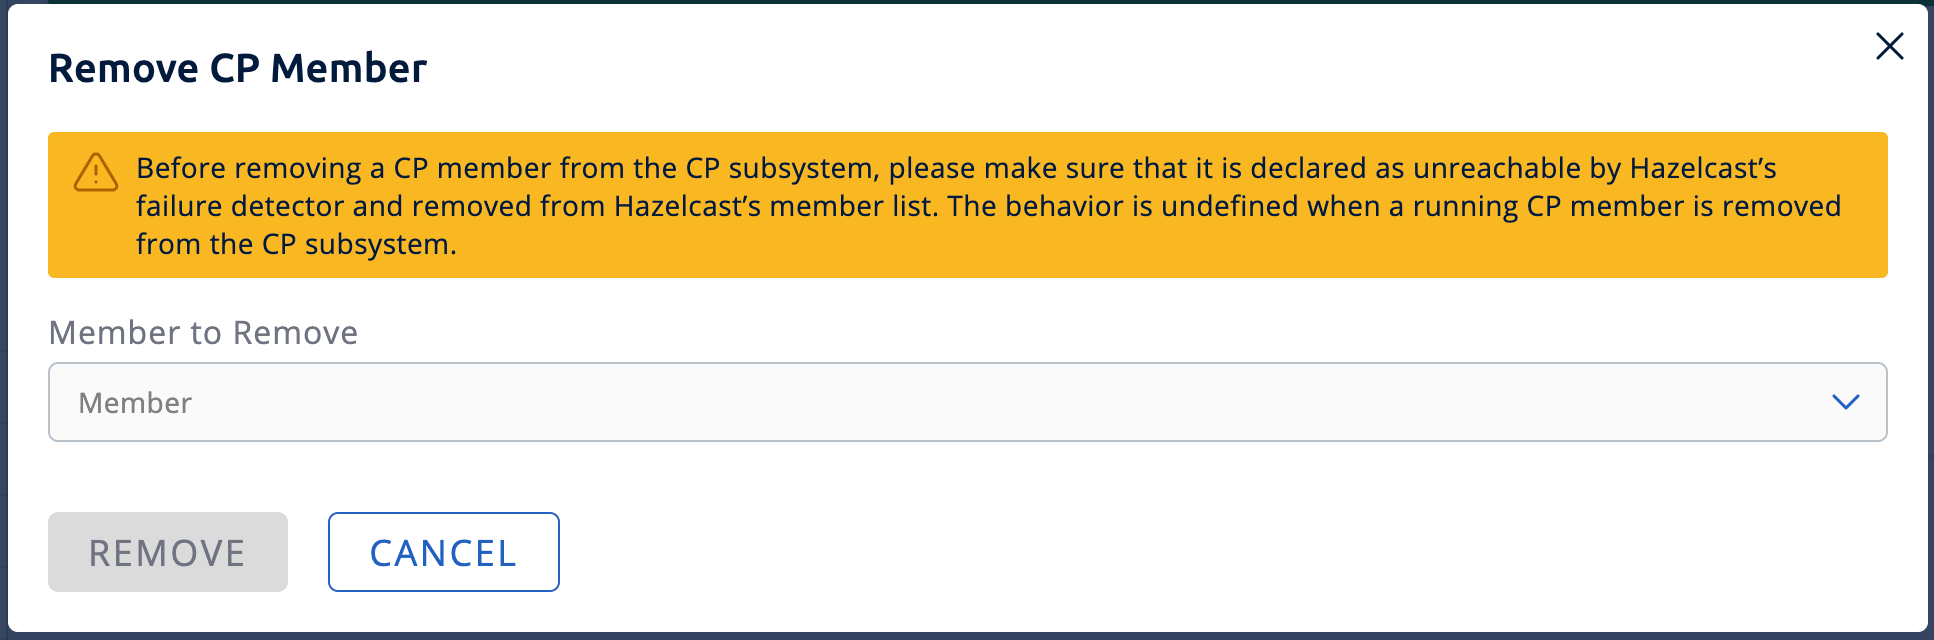 Remove CP Member
Before removing a CP member from the CP subsystem, please make sure that it is declared as unreachable by Hazelcast’s
failure detector and removed from Hazelcast’s member list. The behavior is undefined when a running CP member is removed
from the CP subsystem.
Member to Remove
Member
REMOVE CANCEL